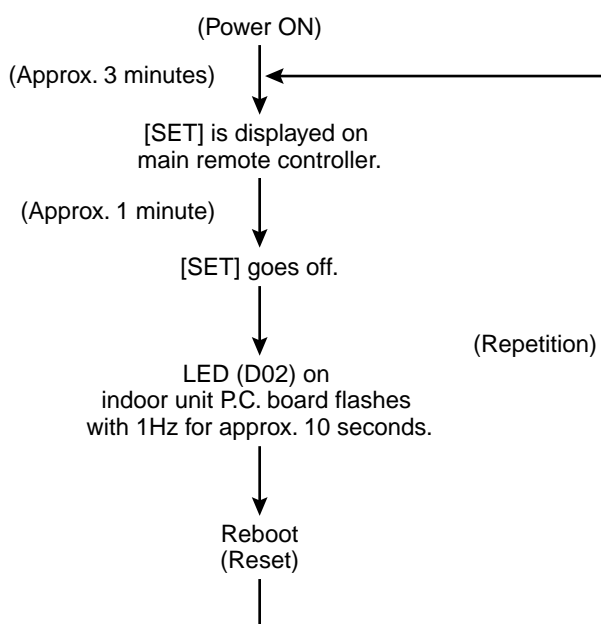 (Power ON)
(Approx. 3 minutes)
[SET] is displayed on
main remote controller.
(Approx. 1 minute)
[SET] goes off.
(Repetition)
LED (D02) on
indoor unit P.C. board flashes
with 1Hz for approx. 10 seconds.
Reboot
(Reset)